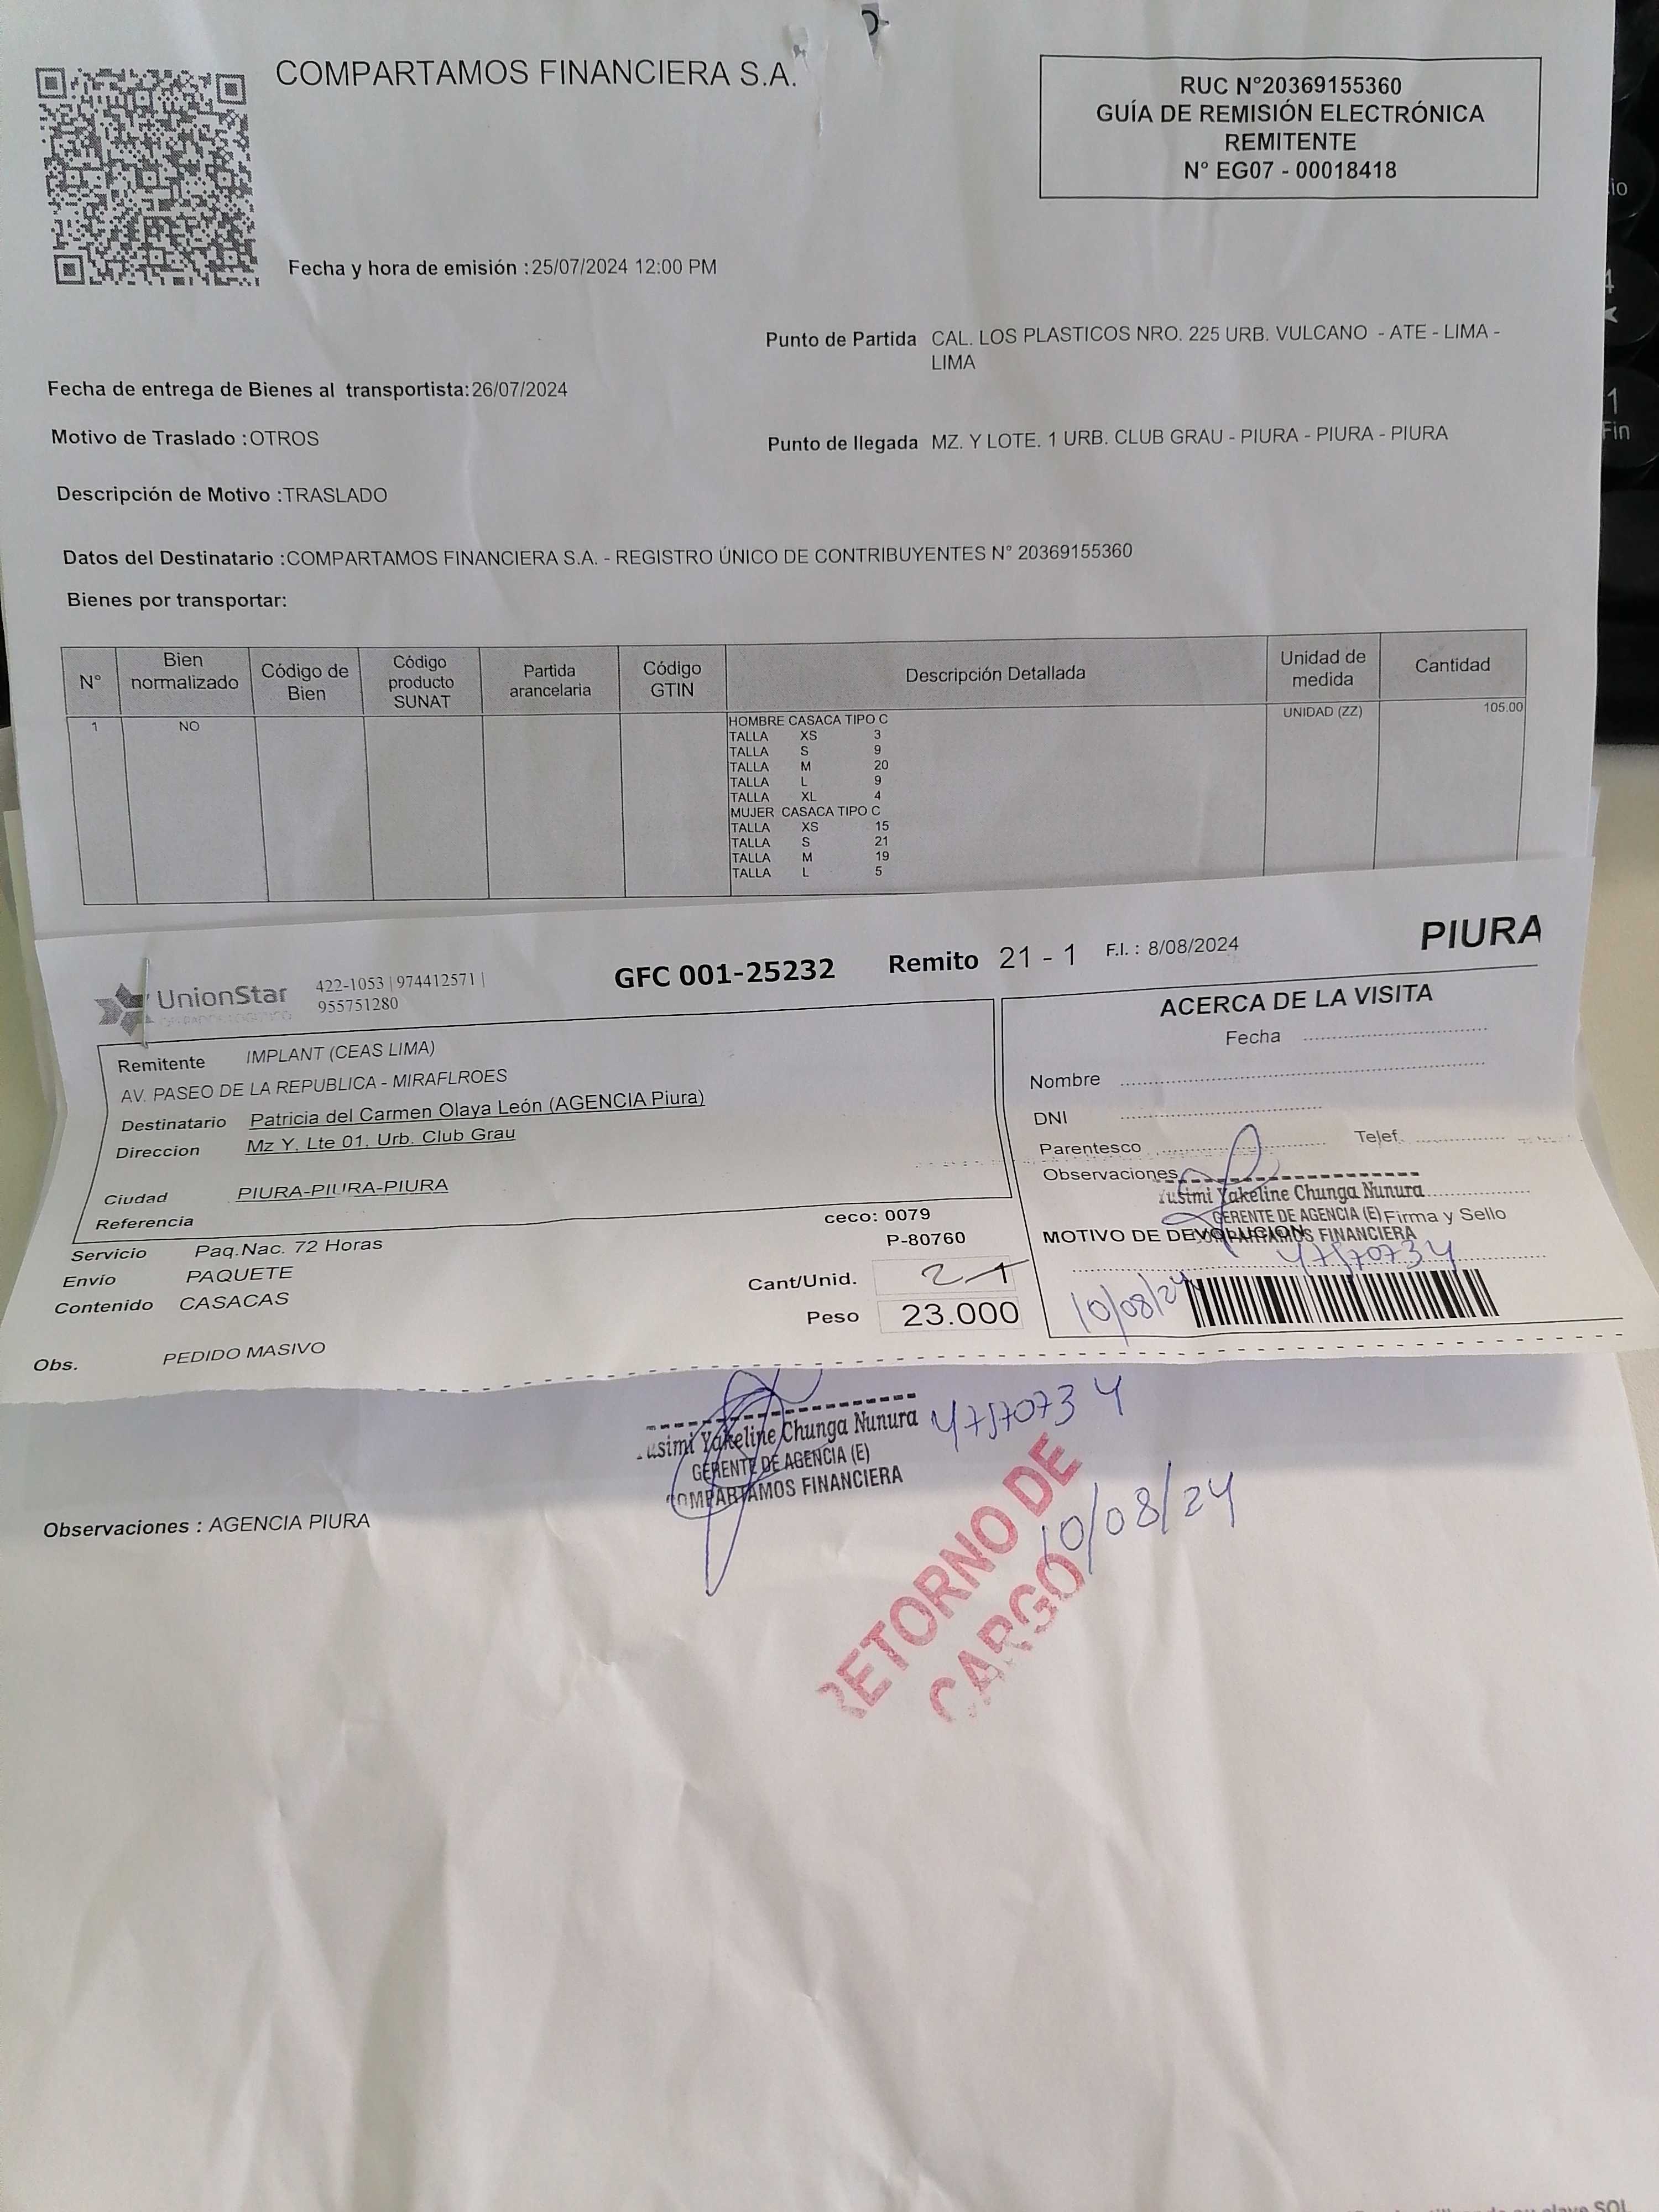 COMPARTAMOS FINANCIERA S.A.
RUC N°20369155360
GUÍA DE REMISIÓN ELECTRÓNICA
REMITENTE
N° EG07 - 00018418
Fecha y hora de emisión :25/07/2024 12:00 PM
Punto de Partida CAL. LOS PLASTICOS NRO. 225 URB. VULCANO - ATE - LIMA -
LIMA
Fecha de entrega de Bienes al transportista:26/07/2024
Motivo de Traslado :OTROS
Punto de llegada MZ. Y LOTE. 1 URB. CLUB GRAU - PIURA - PIURA - PIURA
Descripción de Motivo :TRASLADO
Datos del Destinatario :COMPARTAMOS FINANCIERA S.A. - REGISTRO ÚNICO DE CONTRIBUYENTES N° 20369155360
Bienes por transportar:
N° Bien normalizado Código de Bien Código producto SUNAT Partida arancelaria Código GTIN Descripción Detallada Unidad de medida Cantidad
1 NO HOMBRE CASACA TIPO C UNIDAD (ZZ) 105.00
TALLA XS 3
TALLA S 9
TALLA M 20
TALLA L 9
TALLA XL 4
MUJER CASACA TIPO C
TALLA XS 15
TALLA S 21
TALLA M 19
TALLA L 5
UnionStar
422-1053 | 974412571 |
955751280
GFC 001-25232 Remito 21 - 1 F.I. : 8/08/2024 PIURA
Remitente IMPLANT (CEAS LIMA)
AV. PASEO DE LA REPUBLICA - MIRAFLROES
Destinatario Patricia del Carmen Olaya León (AGENCIA Piura)
Direccion Mz Y, Lte 01, Urb. Club Grau
Ciudad PIURA-PIURA-PIURA
Referencia
ceco: 0079
Servicio Paq.Nac. 72 Horas
P-80760
Envío PAQUETE
Contenido CASACAS
Cant/Unid. 21
Peso 23.000
Obs. PEDIDO MASIVO
ACERCA DE LA VISITA
Fecha
Nombre
DNI
Parentesco Telef.
Observaciones
Yusimi Yakeline Chunga Nunura
GERENTE DE AGENCIA (E)
COMPARTAMOS FINANCIERA
Firma y Sello
MOTIVO DE DEVOLUCION
47570734
10/08/24
Yusimi Yakeline Chunga Nunura
GERENTE DE AGENCIA (E)
COMPARTAMOS FINANCIERA
47570734
10/08/24
RETORNO DE
CARGO
Observaciones : AGENCIA PIURA